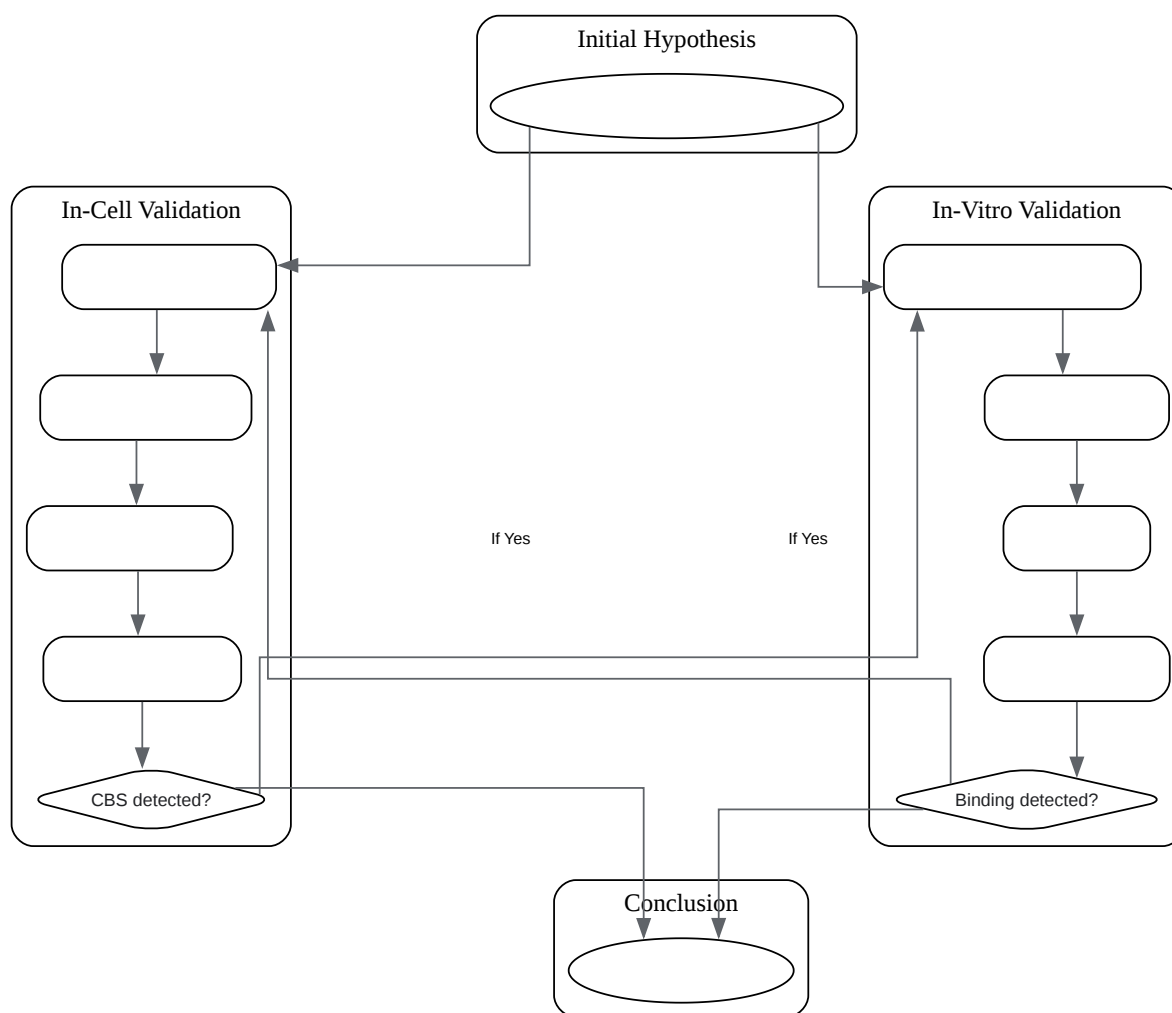 Initial Hypothesis
In-Cell Validation
In-Vitro Validation
If Yes
If Yes
CBS detected?
Binding detected?
Conclusion